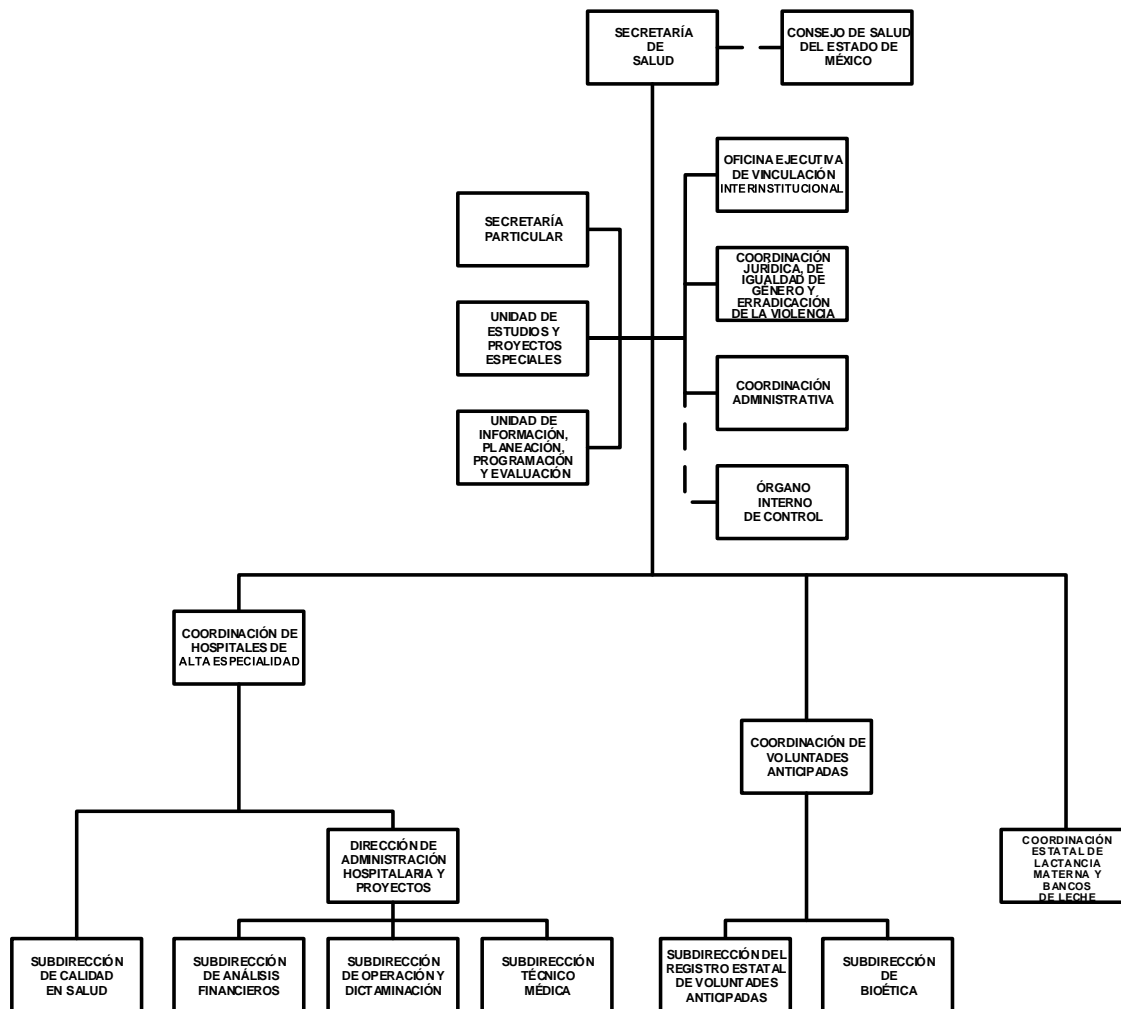 SECRETARÍA
DE
SALUD
CONSEJO DE SALUD
DEL ESTADO DE
MÉXICO
OFICINA EJECUTIVA
DE VINCULACIÓN
INTERINSTITUCIONAL
SECRETARÍA
PARTICULAR
COORDINACIÓN
JURÍDICA, DE
IGUALDAD DE
GÉNERO Y
ERRADICACIÓN
DE LA VIOLENCIA
UNIDAD DE
ESTUDIOS Y
PROYECTOS
ESPECIALES
COORDINACIÓN
ADMINISTRATIVA
UNIDAD DE
INFORMACIÓN,
PLANEACIÓN,
PROGRAMACIÓN
Y EVALUACIÓN
ÓRGANO
INTERNO
DE CONTROL
COORDINACIÓN DE
HOSPITALES DE
ALTA ESPECIALIDAD
COORDINACIÓN DE
VOLUNTADES
ANTICIPADAS
DIRECCIÓN DE
ADMINISTRACIÓN
HOSPITALARIA Y
PROYECTOS
COORDINACIÓN
ESTATAL DE
LACTANCIA
MATERNA Y
BANCOS
DE LECHE
SUBDIRECCIÓN
DE CALIDAD
EN SALUD
SUBDIRECCIÓN
DE ANÁLISIS
FINANCIEROS
SUBDIRECCIÓN
DE OPERACIÓN Y
DICTAMINACIÓN
SUBDIRECCIÓN
TÉCNICO
MÉDICA
SUBDIRECCIÓN DEL
REGISTRO ESTATAL
DE VOLUNTADES
ANTICIPADAS
SUBDIRECCIÓN
DE
BIOÉTICA